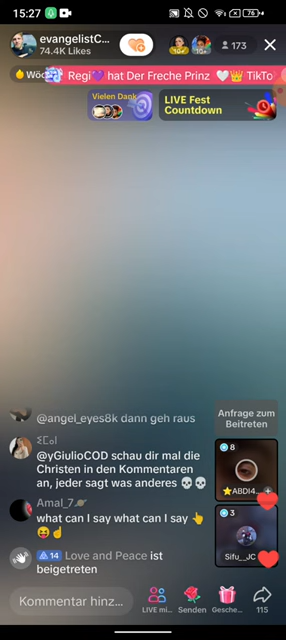 15:27
76
evangelistC...
74.4K Likes
173
Regi💜 hat Der Freche Prinz 🤍👑 TikTo
Vielen Dank
LIVE Fest
Countdown
@angel_eyes8k dann geh raus
Anfrage zum
Beitreten
@yGiulioCOD schau dir mal die
Christen in den Kommentaren
an, jeder sagt was anderes 💀💀
8
⭐ABDI4...
Amal_7🪐
what can I say what can I say 👆
😝☝
3
Sifu__JC
14 Love and Peace ist
beigetreten
Kommentar hinz...
LIVE mi...
Senden
Gesche...
115